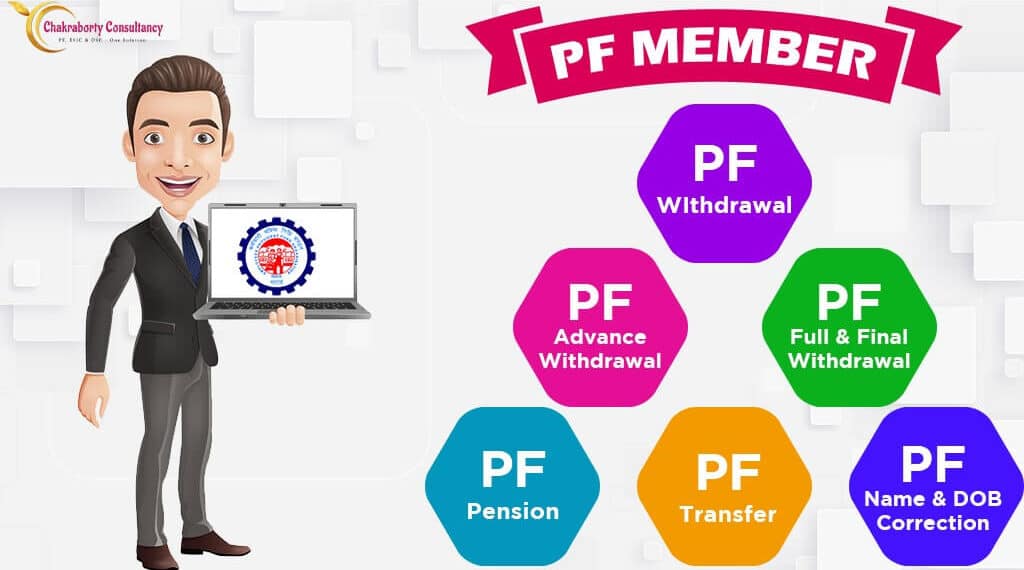 Chakraborty Consultancy
PF MEMBER
PF
WIthdrawal
PF
Advance
Withdrawal
PF
Full & Final
Withdrawal
PF
Pension
PF
Transfer
PF
Name & DOB
Correction